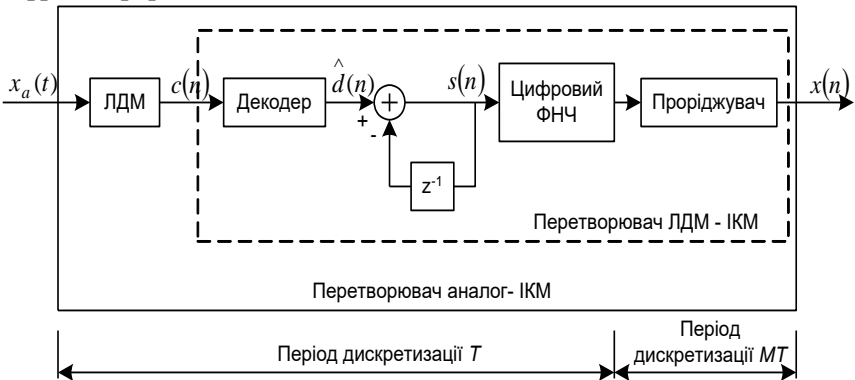 x_a(t)
ЛДМ
c(n)
Декодер
^
d(n)
+
-
+
s(n)
z⁻¹
Цифровий
ФНЧ
Проріджувач
x(n)
Перетворювач ЛДМ - ІКМ
Перетворювач аналог- ІКМ
Період дискретизації T
Період
дискретизації MT